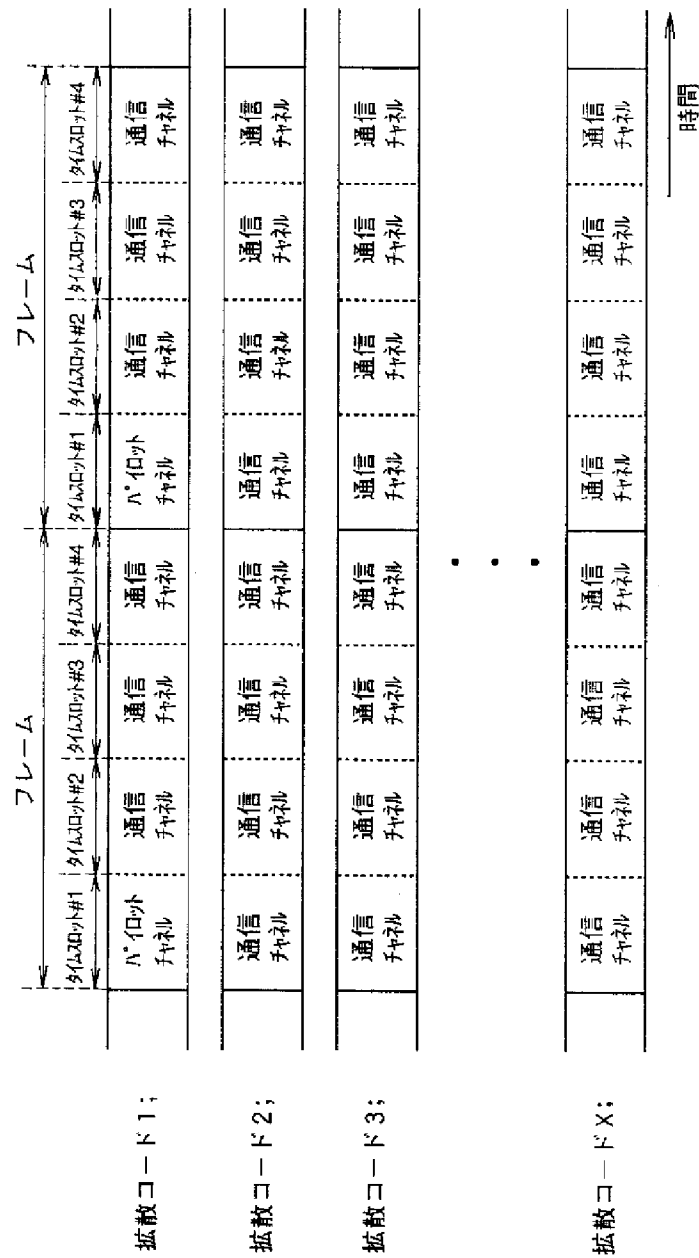 フレーム フレーム
タイムスロット#1 タイムスロット#2 タイムスロット#3 タイムスロット#4 タイムスロット#1 タイムスロット#2 タイムスロット#3 タイムスロット#4
拡散コード1; パイロット 通信 通信 通信 パイロット 通信 通信 通信
チャネル チャネル チャネル チャネル チャネル チャネル チャネル チャネル
拡散コード2; 通信 通信 通信 通信 通信 通信 通信 通信
チャネル チャネル チャネル チャネル チャネル チャネル チャネル チャネル
拡散コード3; 通信 通信 通信 通信 通信 通信 通信 通信
チャネル チャネル チャネル チャネル チャネル チャネル チャネル チャネル
・・・
拡散コードX; 通信 通信 通信 通信 通信 通信 通信 通信
チャネル チャネル チャネル チャネル チャネル チャネル チャネル チャネル
時間